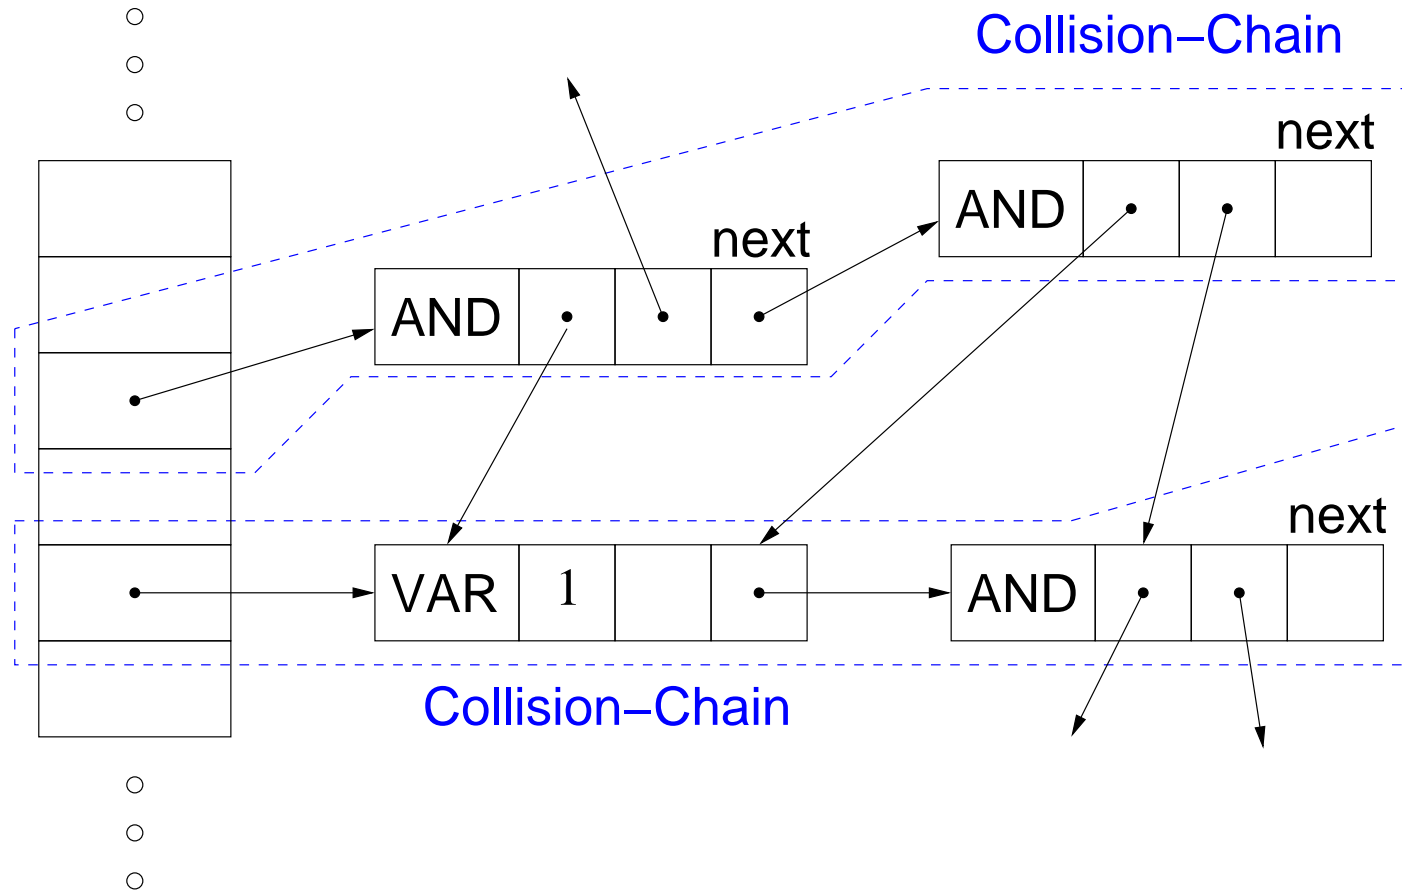 Collision–Chain
next
AND
next
AND
next
VAR 1
AND
Collision–Chain